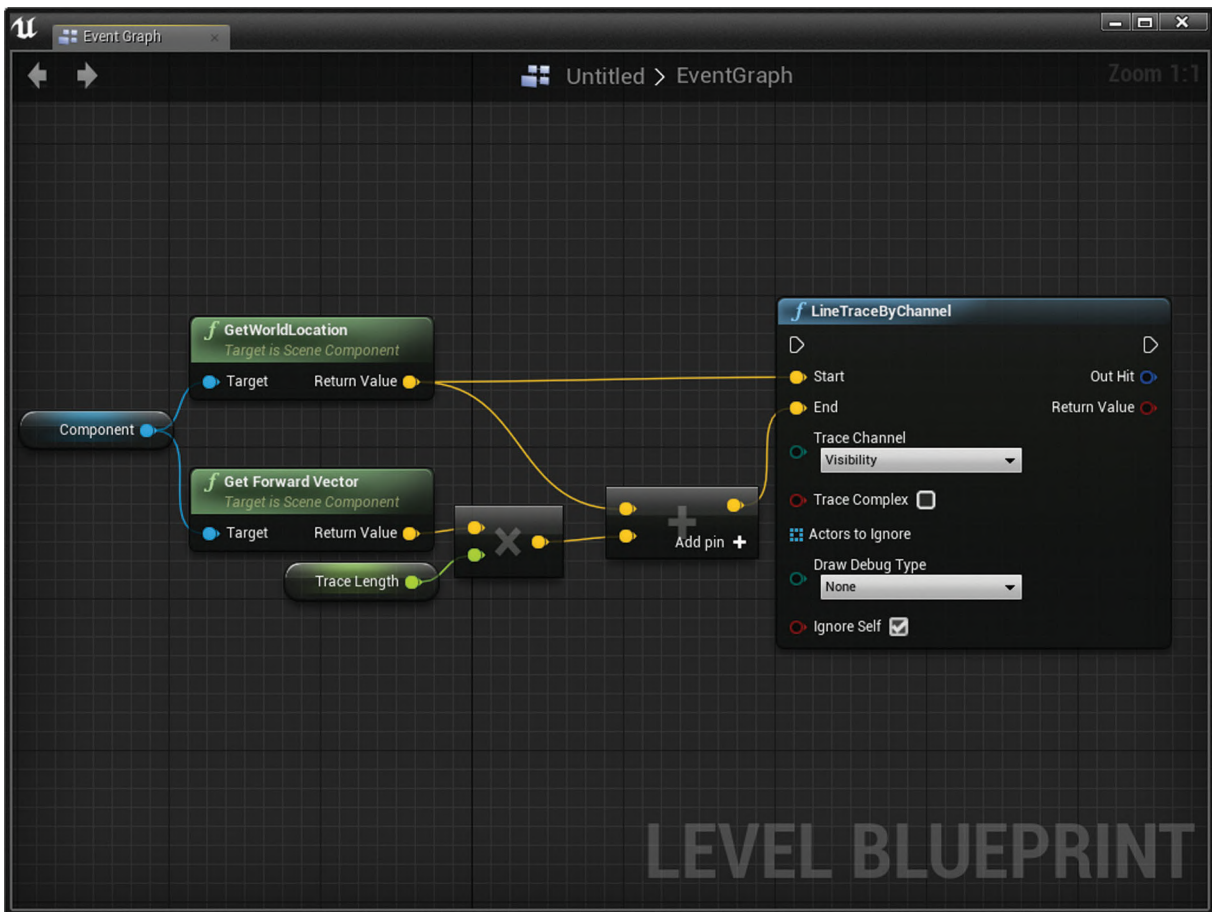 Event Graph
Untitled > EventGraph
Zoom 1:1
Component
GetWorldLocation
Target is Scene Component
Target Return Value
Get Forward Vector
Target is Scene Component
Target Return Value
Trace Length
Add pin
LineTraceByChannel
Start Out Hit
End Return Value
Trace Channel
Visibility
Trace Complex
Actors to Ignore
Draw Debug Type
None
Ignore Self
LEVEL BLUEPRINT